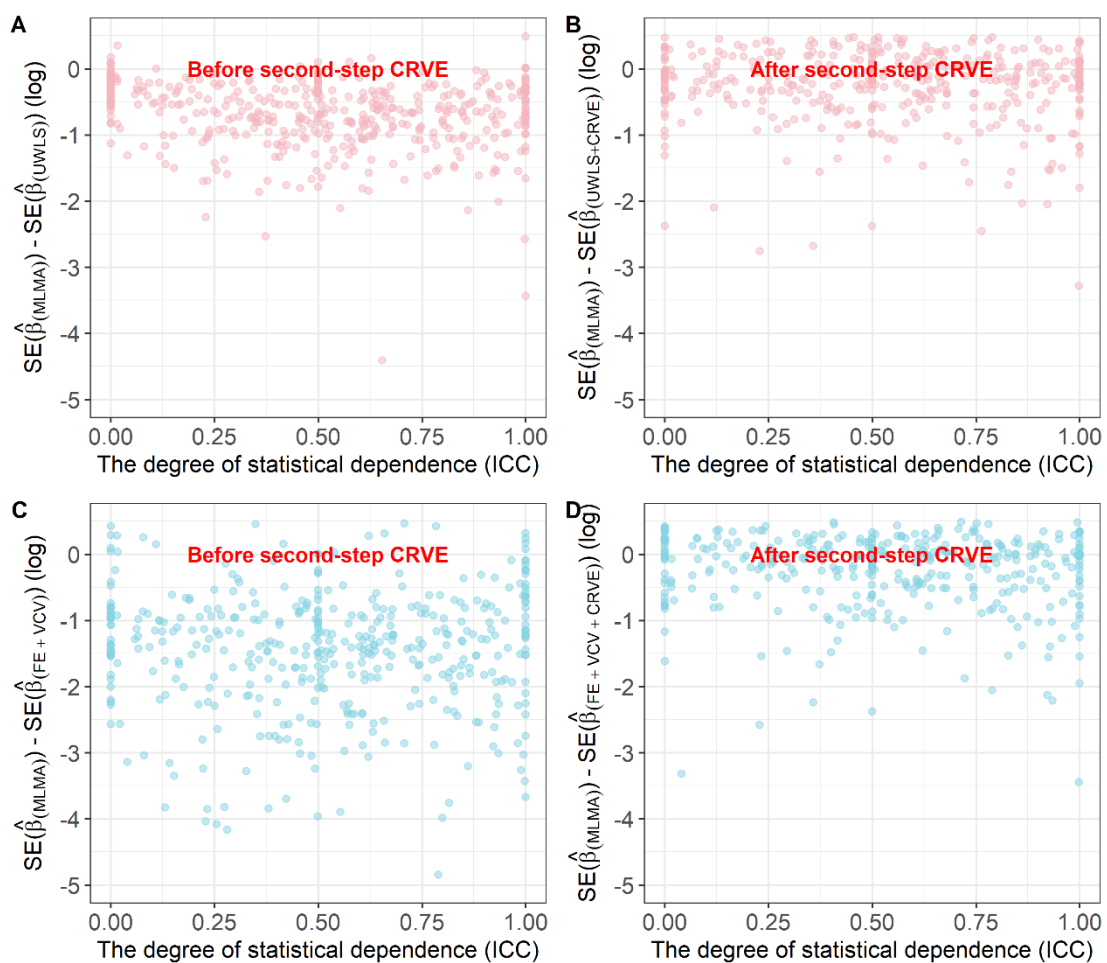 A
Before second-step CRVE
0
-1
-2
-3
-4
-5
SE(β̂(MLMA)) - SE(β̂(UWLS)) (log)
0.00 0.25 0.50 0.75 1.00
The degree of statistical dependence (ICC)
B
After second-step CRVE
0
-1
-2
-3
-4
-5
SE(β̂(MLMA)) - SE(β̂(UWLS+CRVE)) (log)
0.00 0.25 0.50 0.75 1.00
The degree of statistical dependence (ICC)
C
Before second-step CRVE
0
-1
-2
-3
-4
-5
SE(β̂(MLMA)) - SE(β̂(FE + VCV)) (log)
0.00 0.25 0.50 0.75 1.00
The degree of statistical dependence (ICC)
D
After second-step CRVE
0
-1
-2
-3
-4
-5
SE(β̂(MLMA)) - SE(β̂(FE + VCV + CRVE)) (log)
0.00 0.25 0.50 0.75 1.00
The degree of statistical dependence (ICC)